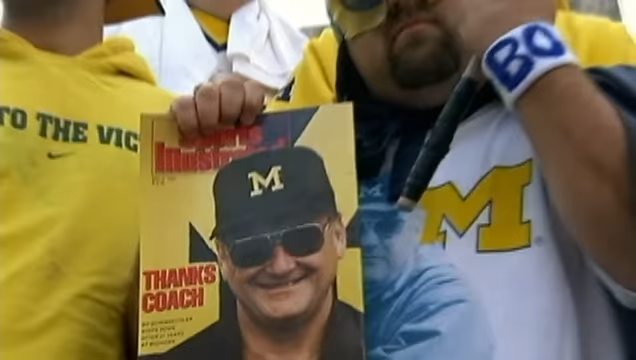 TO THE VIC
Sports
Illustrated
M
THANKS
COACH
BO
M
M